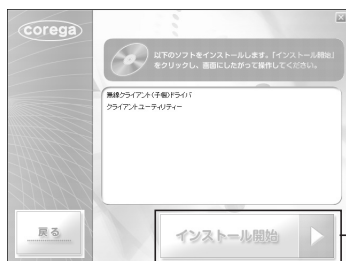 corega
以下のソフトをインストールします。「インストール開始」
をクリックし、画面にしたがって操作してください。
無線クライアント(子機)ドライバ
クライアントユーティリティー
戻る
インストール開始